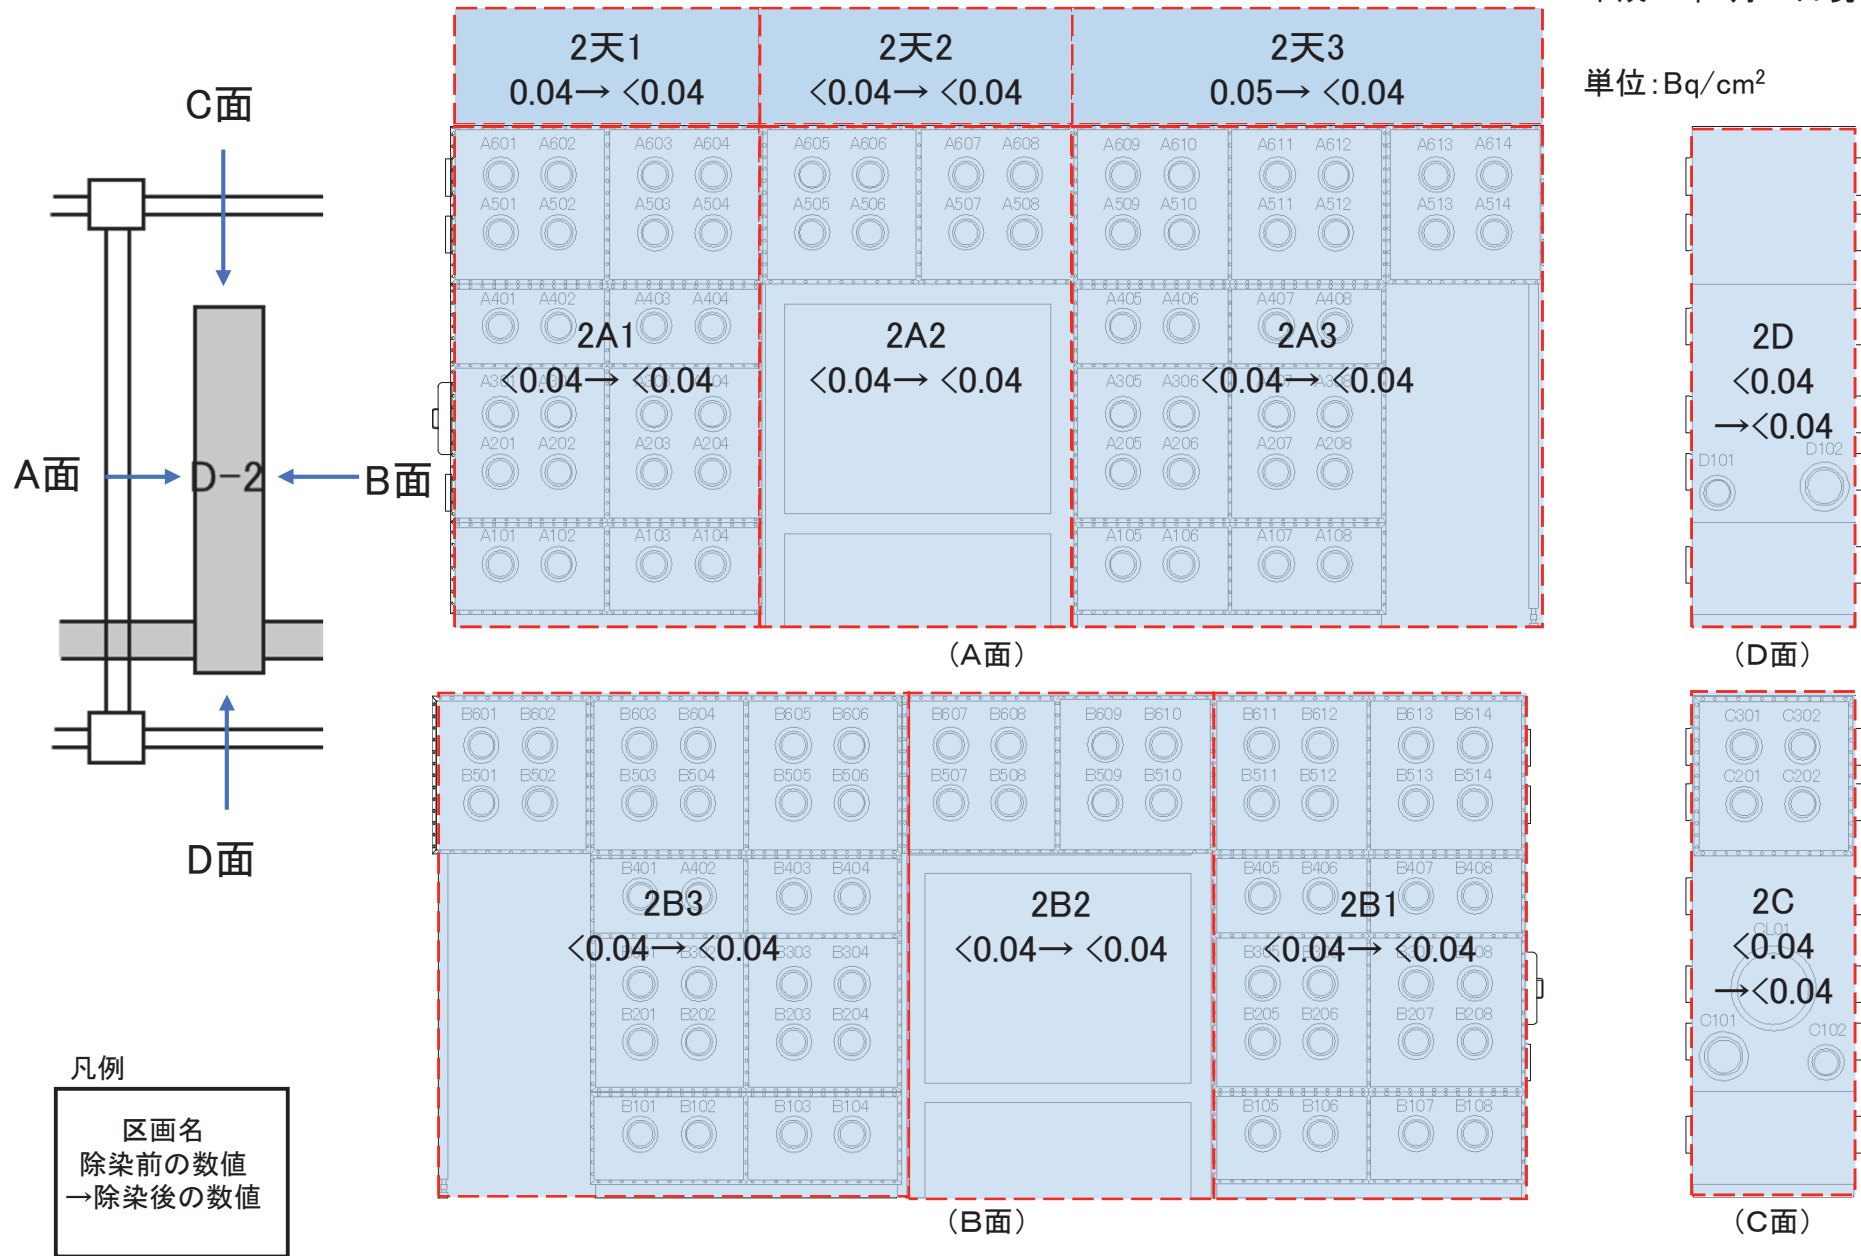 単位:Bq/cm²
C面
A面
D-2
B面
D面
2天1
0.04→ <0.04
2天2
<0.04→ <0.04
2天3
0.05→ <0.04
A601 A602 A603 A604 A605 A606 A607 A608 A609 A610 A611 A612 A613 A614
A501 A502 A503 A504 A505 A506 A507 A508 A509 A510 A511 A512 A513 A514
A401 A402 A403 A404 A405 A406 A407 A408
2A1
<0.04→ <0.04
2A2
<0.04→ <0.04
2A3
<0.04→ <0.04
A305 A306
A201 A202 A203 A204 A205 A206 A207 A208
A101 A102 A103 A104 A105 A106 A107 A108
(A面)
2D
<0.04
→<0.04
D101 D102
(D面)
B601 B602 B603 B604 B605 B606 B607 B608 B609 B610 B611 B612 B613 B614
B501 B502 B503 B504 B505 B506 B507 B508 B509 B510 B511 B512 B513 B514
B401 A402 B403 B404 B405 B406 B407 B408
2B3
<0.04→ <0.04
2B2
<0.04→ <0.04
2B1
<0.04→ <0.04
B303 B304
B201 B202 B203 B204 B205 B206 B207 B208
B101 B102 B103 B104 B105 B106 B107 B108
(B面)
C301 C302
C201 C202
2C
CL01
<0.04
→<0.04
C101 C102
(C面)
凡例
区画名
除染前の数値
→除染後の数値